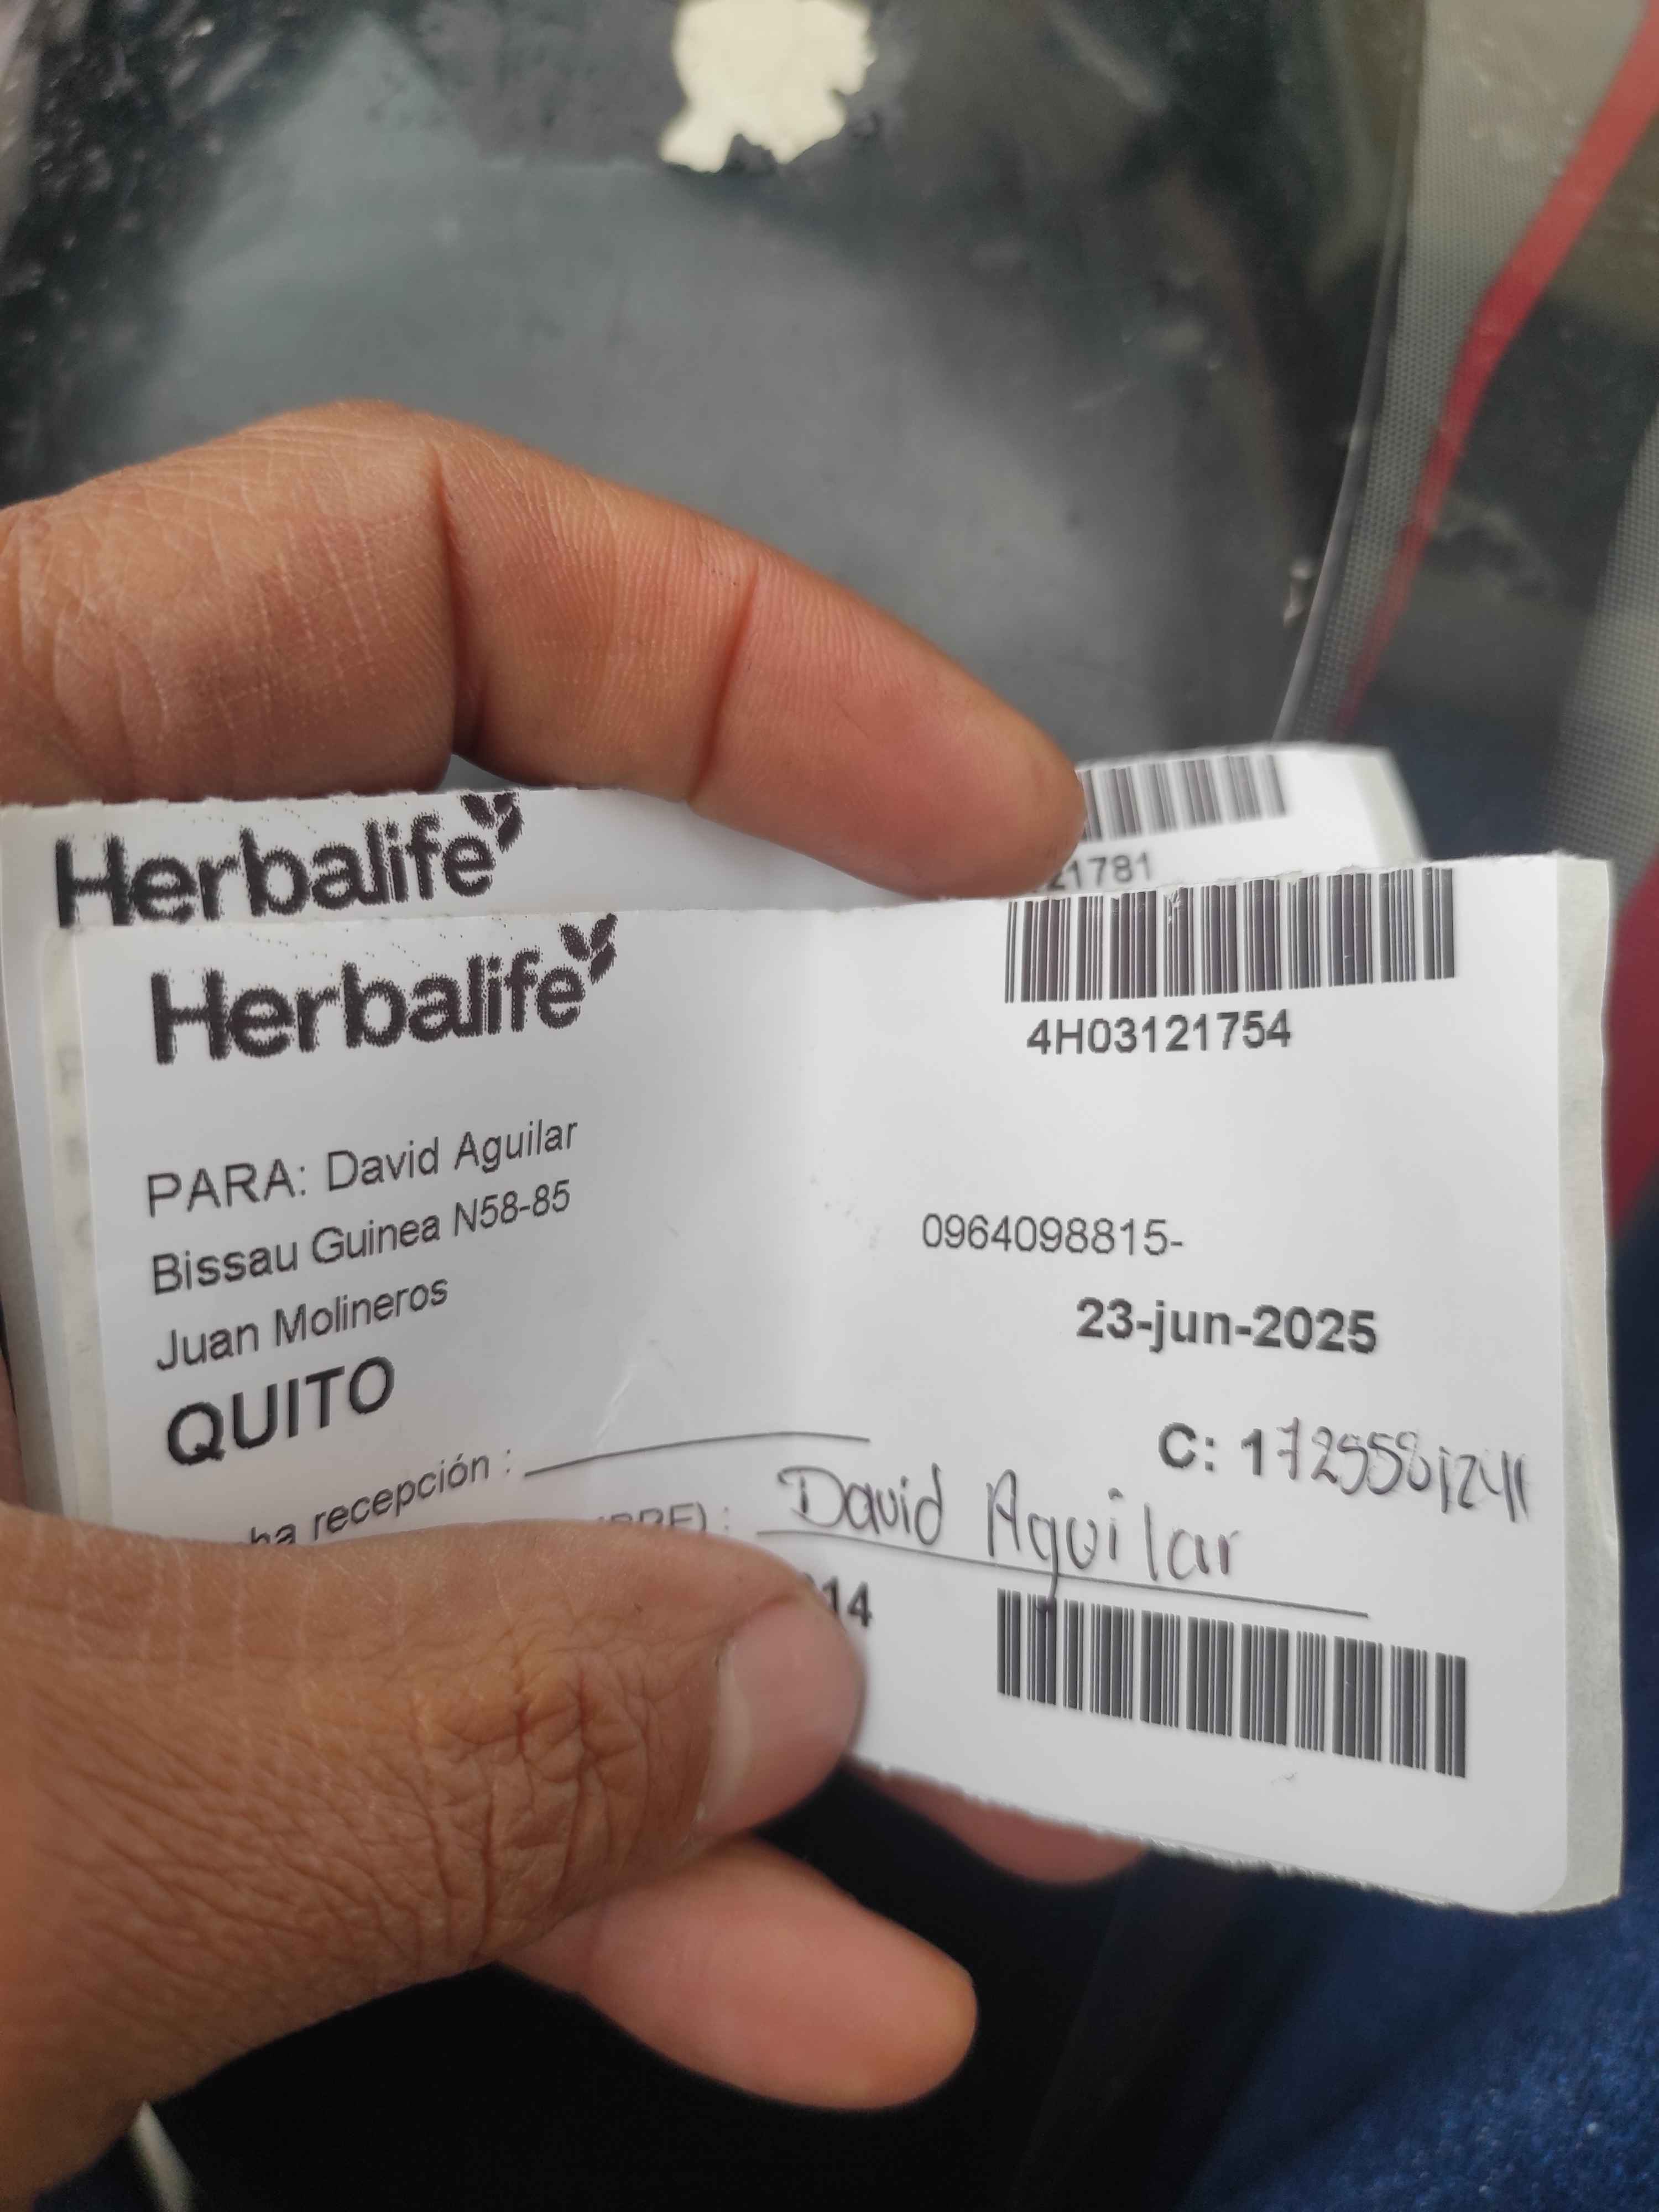 Herbalife
21781
Herbalife
4H03121754
PARA: David Aguilar
Bissau Guinea N58-85
0964098815-
Juan Molineros
23-jun-2025
QUITO
C: 1725581241
recepción :
David Aguilar
14